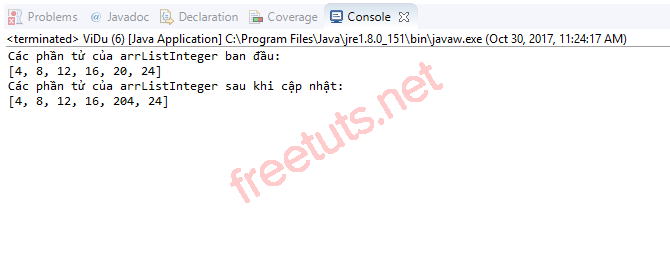 Problems @ Javadoc Declaration Coverage Console
<terminated> ViDu (6) [Java Application] C:\Program Files\Java\jre1.8.0_151\bin\javaw.exe (Oct 30, 2017, 11:24:17 AM)
Các phần tử của arrListInteger ban đầu:
[4, 8, 12, 16, 20, 24]
Các phần tử của arrListInteger sau khi cập nhật:
[4, 8, 12, 16, 204, 24]
freetuts.net